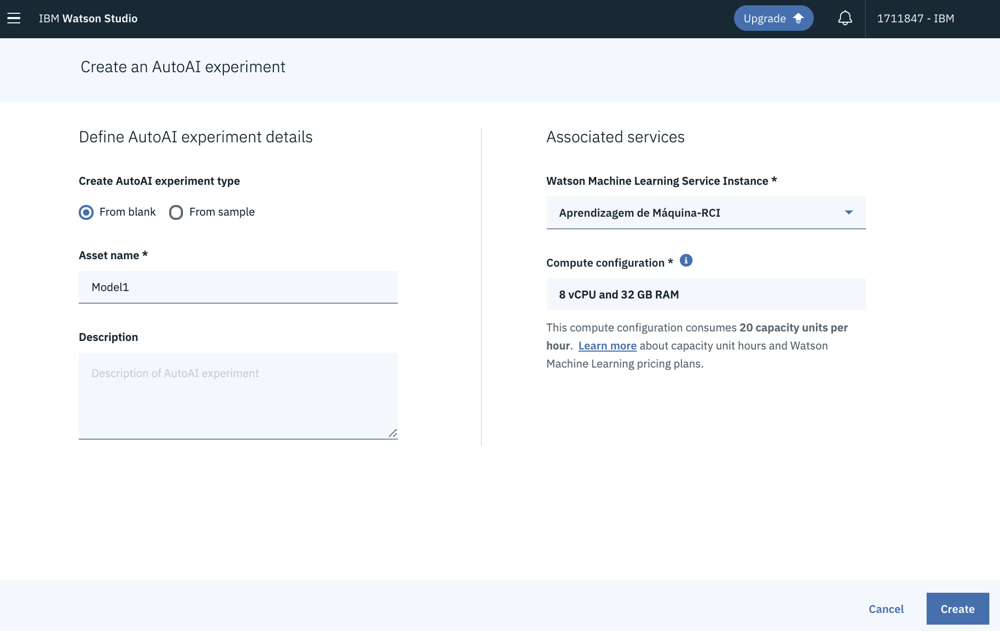 IBM Watson Studio
Upgrade
1711847 - IBM
Create an AutoAI experiment
Define AutoAI experiment details
Create AutoAI experiment type
From blank
From sample
Asset name *
Model1
Description
Description of AutoAI experiment
Associated services
Watson Machine Learning Service Instance *
Aprendizagem de Máquina-RCI
Compute configuration *
8 vCPU and 32 GB RAM
This compute configuration consumes 20 capacity units per
hour. Learn more about capacity unit hours and Watson
Machine Learning pricing plans.
Cancel
Create